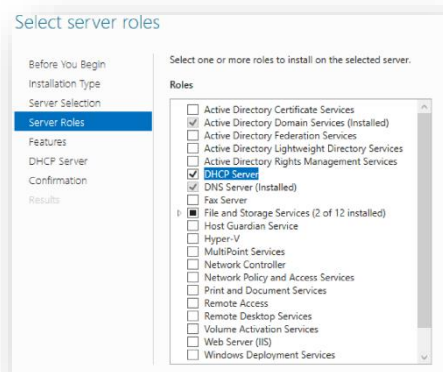 Select server roles
Before You Begin
Installation Type
Server Selection
Server Roles
Features
DHCP Server
Confirmation
Results
Select one or more roles to install on the selected server.
Roles
Active Directory Certificate Services
Active Directory Domain Services (Installed)
Active Directory Federation Services
Active Directory Lightweight Directory Services
Active Directory Rights Management Services
DHCP Server
DNS Server (Installed)
Fax Server
File and Storage Services (2 of 12 installed)
Host Guardian Service
Hyper-V
MultiPoint Services
Network Controller
Network Policy and Access Services
Print and Document Services
Remote Access
Remote Desktop Services
Volume Activation Services
Web Server (IIS)
Windows Deployment Services